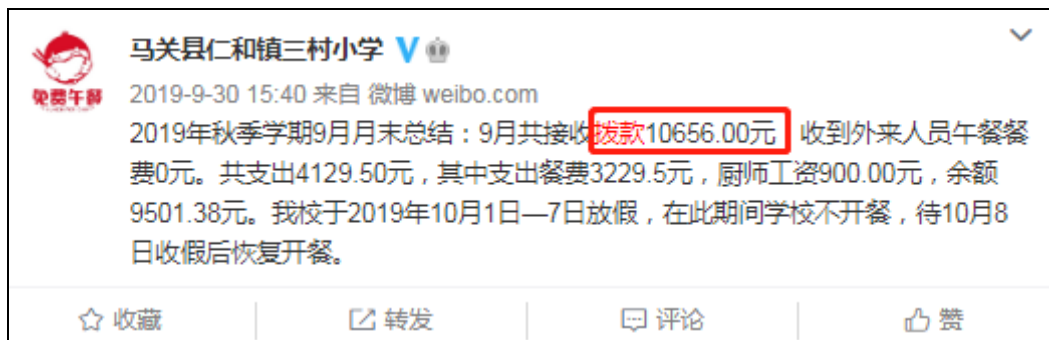 马关县仁和镇三村小学
免费午餐
2019-9-30 15:40 来自 微博 weibo.com
2019年秋季学期9月月末总结：9月共接收拨款10656.00元，收到外来人员午餐餐
费0元。共支出4129.50元，其中支出餐费3229.5元，厨师工资900.00元，余额
9501.38元。我校于2019年10月1日—7日放假，在此期间学校不开餐，待10月8
日收假后恢复开餐。
收藏 转发 评论 赞